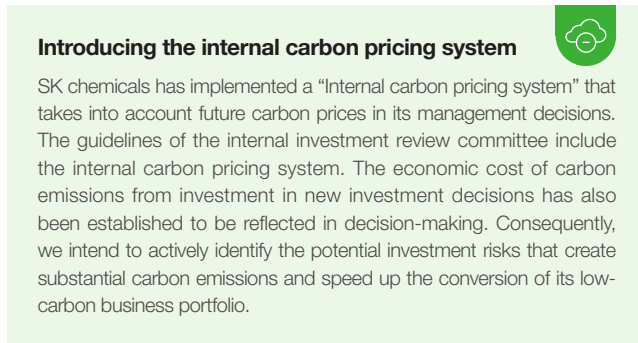 Introducing the internal carbon pricing system
SK chemicals has implemented a “Internal carbon pricing system” that
takes into account future carbon prices in its management decisions.
The guidelines of the internal investment review committee include
the internal carbon pricing system. The economic cost of carbon
emissions from investment in new investment decisions has also
been established to be reflected in decision-making. Consequently,
we intend to actively identify the potential investment risks that create
substantial carbon emissions and speed up the conversion of its low-
carbon business portfolio.